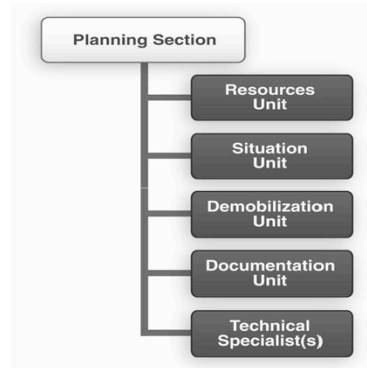 Planning Section
Resources
Unit
Situation
Unit
Demobilization
Unit
Documentation
Unit
Technical
Specialist(s)